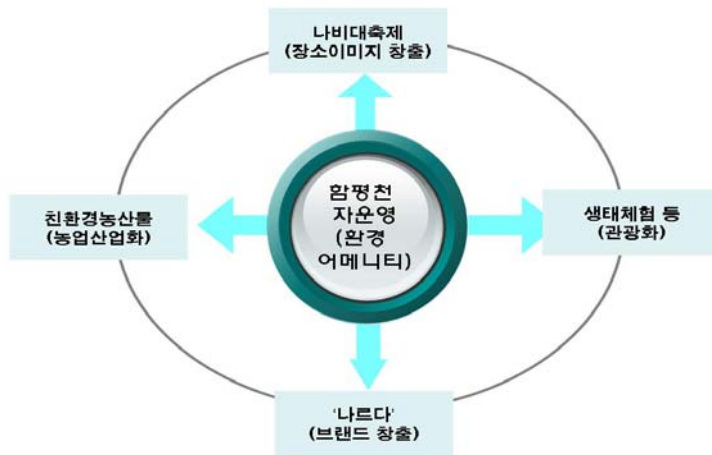 나비대축제
(장소이미지 창출)
함평천
자운영
(환경
어메니티)
친환경농산물
(농업산업화)
생태체험 등
(관광화)
'나르다'
(브랜드 창출)